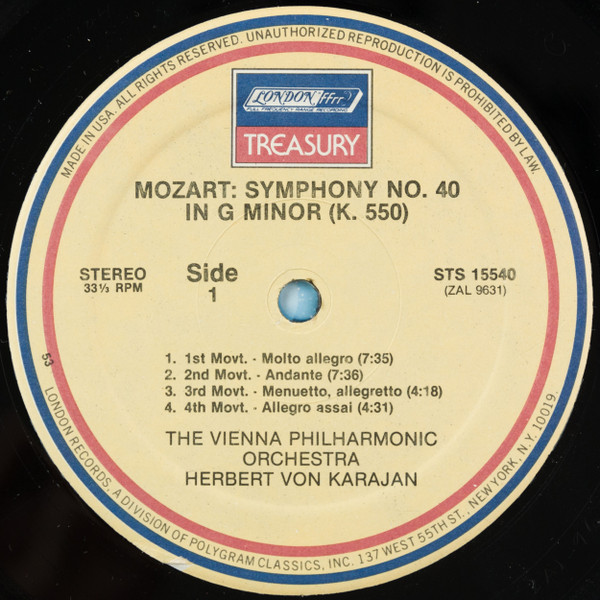 MADE IN USA. ALL RIGHTS RESERVED. UNAUTHORIZED REPRODUCTION IS PROHIBITED BY LAW.
LONDON ffrr
FULL FREQUENCY RANGE RECORDING
TREASURY
MOZART: SYMPHONY NO. 40
IN G MINOR (K. 550)
STEREO
33⅓ RPM
Side
1
STS 15540
(ZAL 9631)
1. 1st Movt. - Molto allegro (7:35)
2. 2nd Movt. - Andante (7:36)
3. 3rd Movt. - Menuetto, allegretto (4:18)
4. 4th Movt. - Allegro assai (4:31)
THE VIENNA PHILHARMONIC
ORCHESTRA
HERBERT VON KARAJAN
53
LONDON RECORDS, A DIVISION OF POLYGRAM CLASSICS, INC. 137 WEST 55TH ST., NEW YORK, N.Y. 10019.